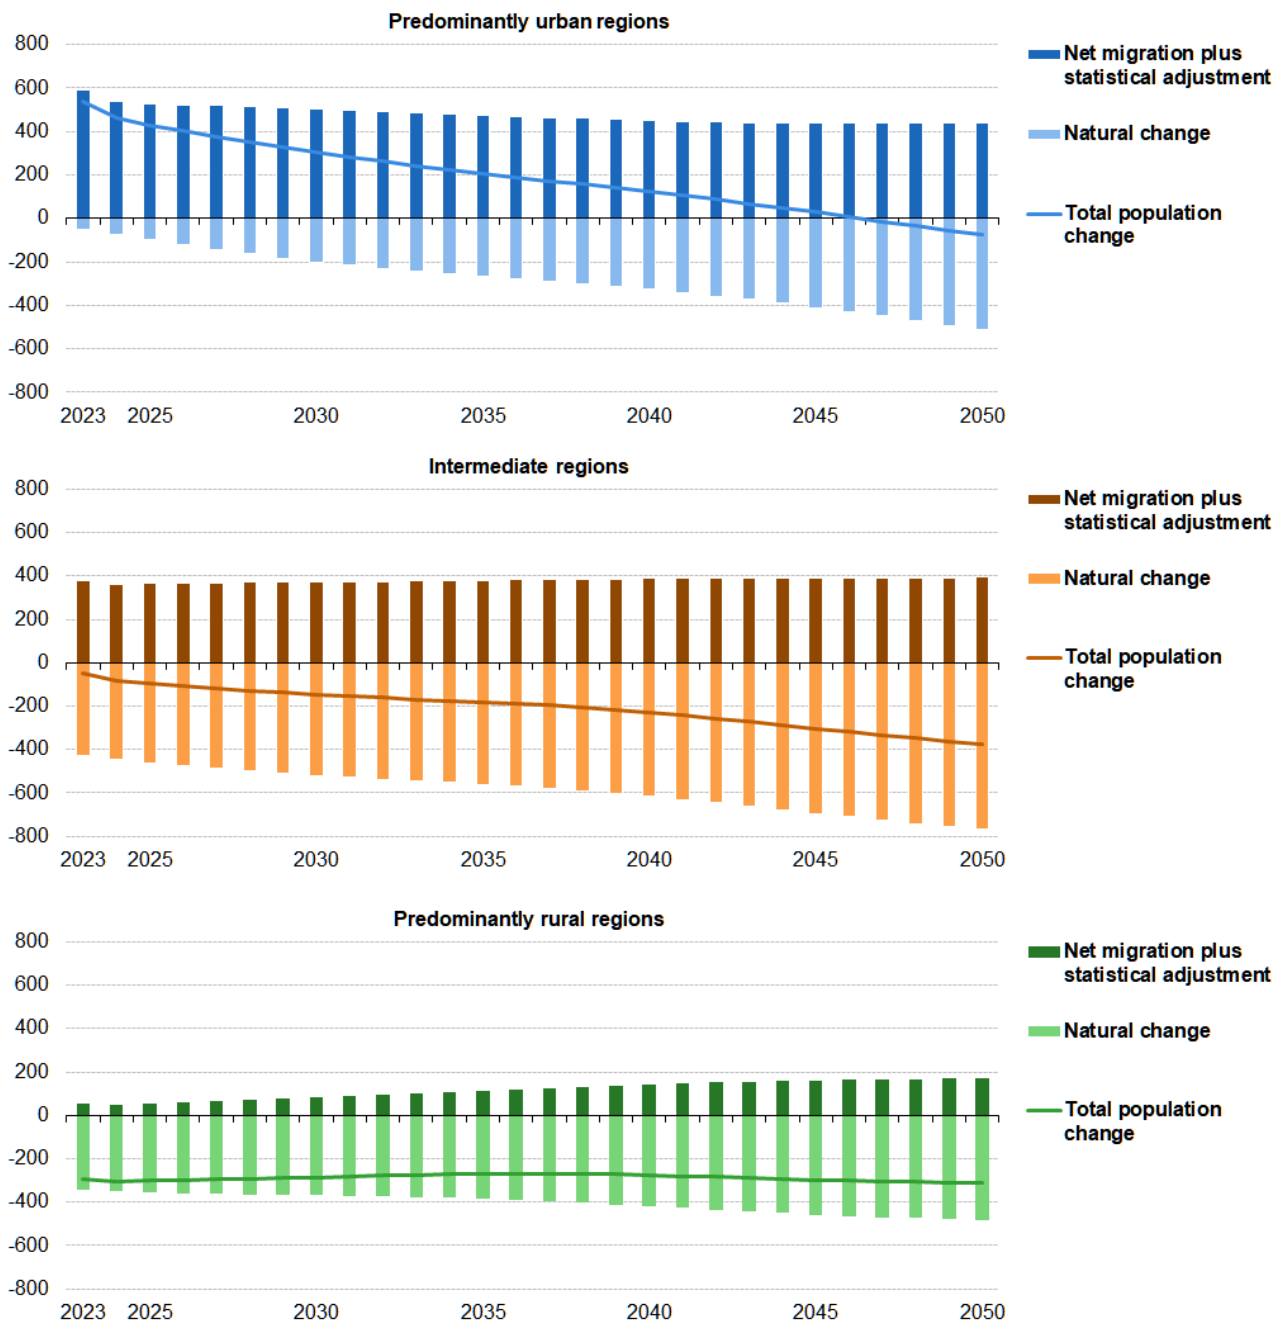 Predominantly urban regions
800
600
400
200
0
-200
-400
-600
-800
2023 2025 2030 2035 2040 2045 2050
Net migration plus
statistical adjustment
Natural change
Total population
change
Intermediate regions
800
600
400
200
0
-200
-400
-600
-800
2023 2025 2030 2035 2040 2045 2050
Net migration plus
statistical adjustment
Natural change
Total population
change
Predominantly rural regions
800
600
400
200
0
-200
-400
-600
-800
2023 2025 2030 2035 2040 2045 2050
Net migration plus
statistical adjustment
Natural change
Total population
change